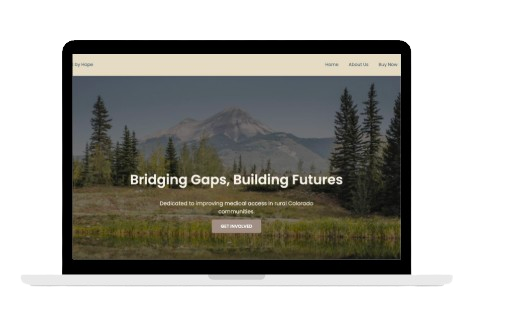 by Hope
Home About Us Buy Now
Bridging Gaps, Building Futures
Dedicated to improving medical access in rural Colorado
communities.
GET INVOLVED